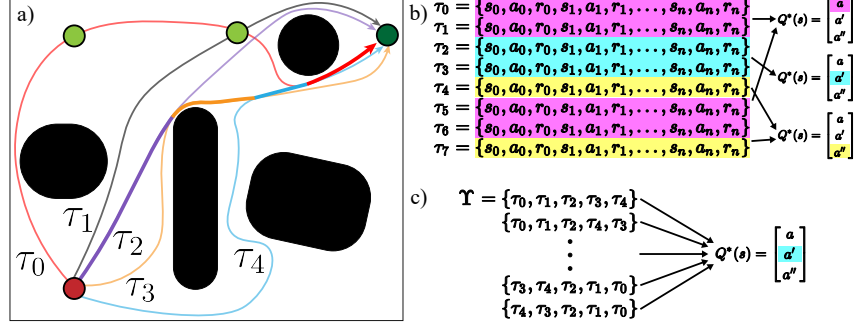 a)
τ₁
τ₂
τ₀
τ₃
τ₄
b)
τ₀ = {s₀, a₀, r₀, s₁, a₁, r₁, . . . , sₙ, aₙ, rₙ}
τ₁ = {s₀, a₀, r₀, s₁, a₁, r₁, . . . , sₙ, aₙ, rₙ}
τ₂ = {s₀, a₀, r₀, s₁, a₁, r₁, . . . , sₙ, aₙ, rₙ}
τ₃ = {s₀, a₀, r₀, s₁, a₁, r₁, . . . , sₙ, aₙ, rₙ}
τ₄ = {s₀, a₀, r₀, s₁, a₁, r₁, . . . , sₙ, aₙ, rₙ}
τ₅ = {s₀, a₀, r₀, s₁, a₁, r₁, . . . , sₙ, aₙ, rₙ}
τ₆ = {s₀, a₀, r₀, s₁, a₁, r₁, . . . , sₙ, aₙ, rₙ}
τ₇ = {s₀, a₀, r₀, s₁, a₁, r₁, . . . , sₙ, aₙ, rₙ}
a
Q*(s) = [a′]
a″
a
Q*(s) = [a′]
a″
a
Q*(s) = [a′]
a″
c)
ϒ = {τ₀, τ₁, τ₂, τ₃, τ₄}
{τ₀, τ₁, τ₂, τ₄, τ₃}
{τ₃, τ₄, τ₂, τ₁, τ₀}
{τ₄, τ₃, τ₂, τ₁, τ₀}
a
Q*(s) = [a′]
a″